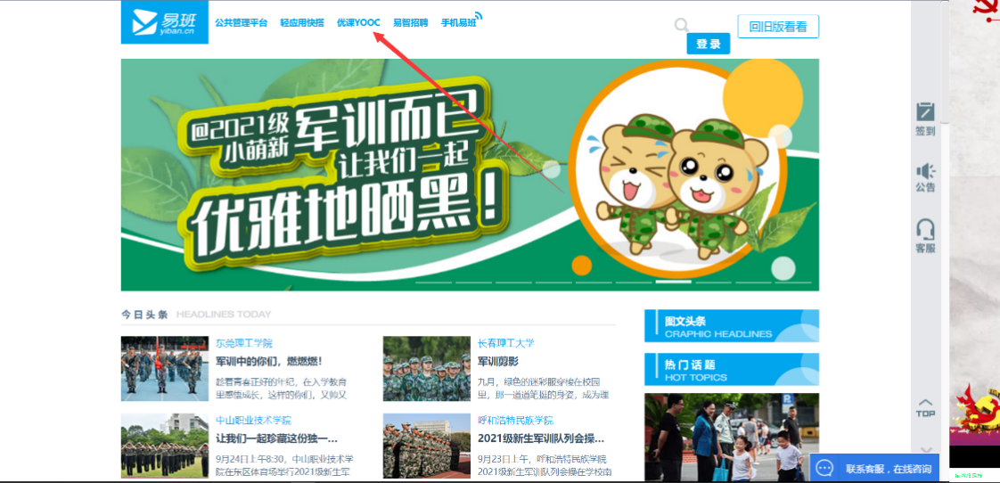 易班
yiban.cn
公共管理平台 轻应用快搭 优课YOOC 易智招聘 手机易班
回旧版看看
登录
@2021级
小萌新
军训而已
让我们一起
优雅地晒黑！
签到
公告
客服
今日头条 HEADLINES TODAY
东莞理工学院
军训中的你们，燃燃燃！
趁着青春正好的年纪，在入学教育
里感悟成长，这样的你们，又帅又
长春理工大学
军训剪影
九月，绿色的迷彩服穿梭在校园
里，那一道道笔挺的身姿，成为理
图文头条
CRAPHIC HEADLINES
热门话题
HOT TOPICS
中山职业技术学院
让我们一起珍藏这份独一...
9月24日上午8:30，中山职业技术学
院在东区体育场举行2021级新生军
呼和浩特民族学院
2021级新生军训队列会操...
9月23日上午，呼和浩特民族学院
2021级新生军训队列会操在学校南
TOP
联系客服，在线咨询